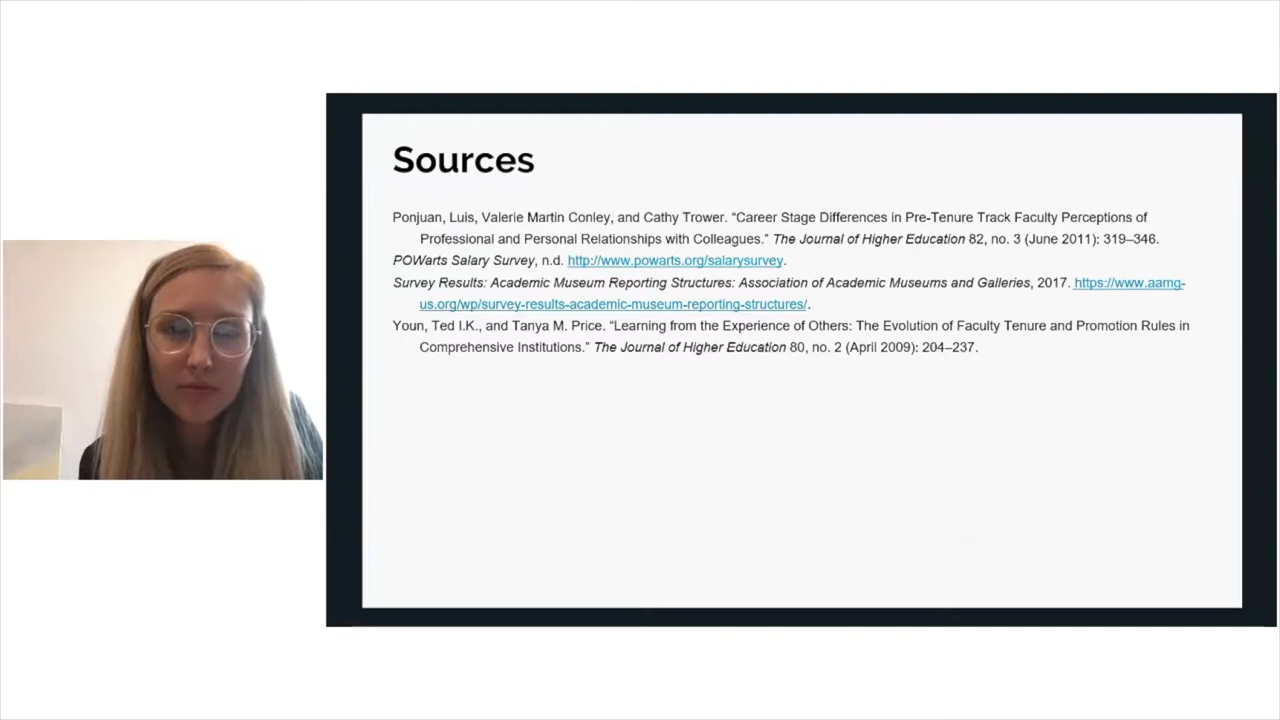 Sources
Ponjuan, Luis, Valerie Martin Conley, and Cathy Trower. “Career Stage Differences in Pre-Tenure Track Faculty Perceptions of
Professional and Personal Relationships with Colleagues.” The Journal of Higher Education 82, no. 3 (June 2011): 319–346.
POWarts Salary Survey, n.d. http://www.powarts.org/salarysurvey.
Survey Results: Academic Museum Reporting Structures: Association of Academic Museums and Galleries, 2017. https://www.aamg-
us.org/wp/survey-results-academic-museum-reporting-structures/.
Youn, Ted I.K., and Tanya M. Price. “Learning from the Experience of Others: The Evolution of Faculty Tenure and Promotion Rules in
Comprehensive Institutions.” The Journal of Higher Education 80, no. 2 (April 2009): 204–237.